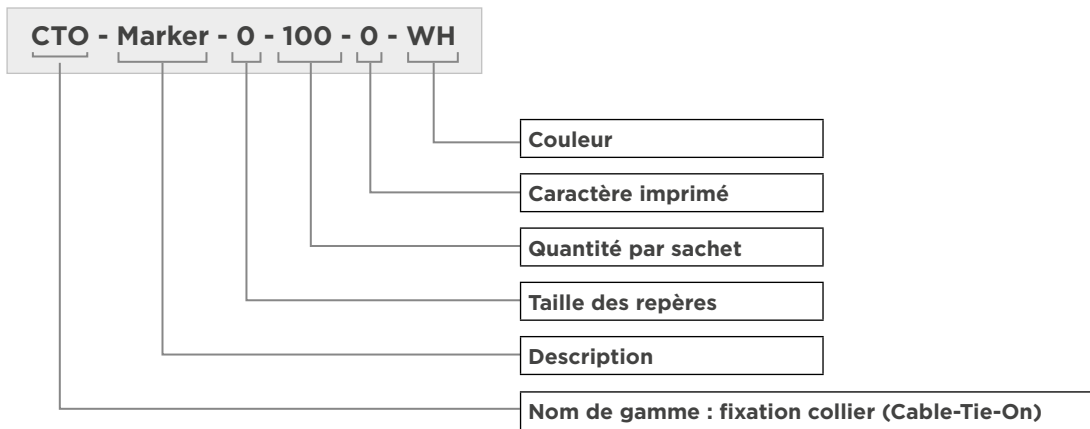 CTO - Marker - 0 - 100 - 0 - WH
Couleur
Caractère imprimé
Quantité par sachet
Taille des repères
Description
Nom de gamme : fixation collier (Cable-Tie-On)